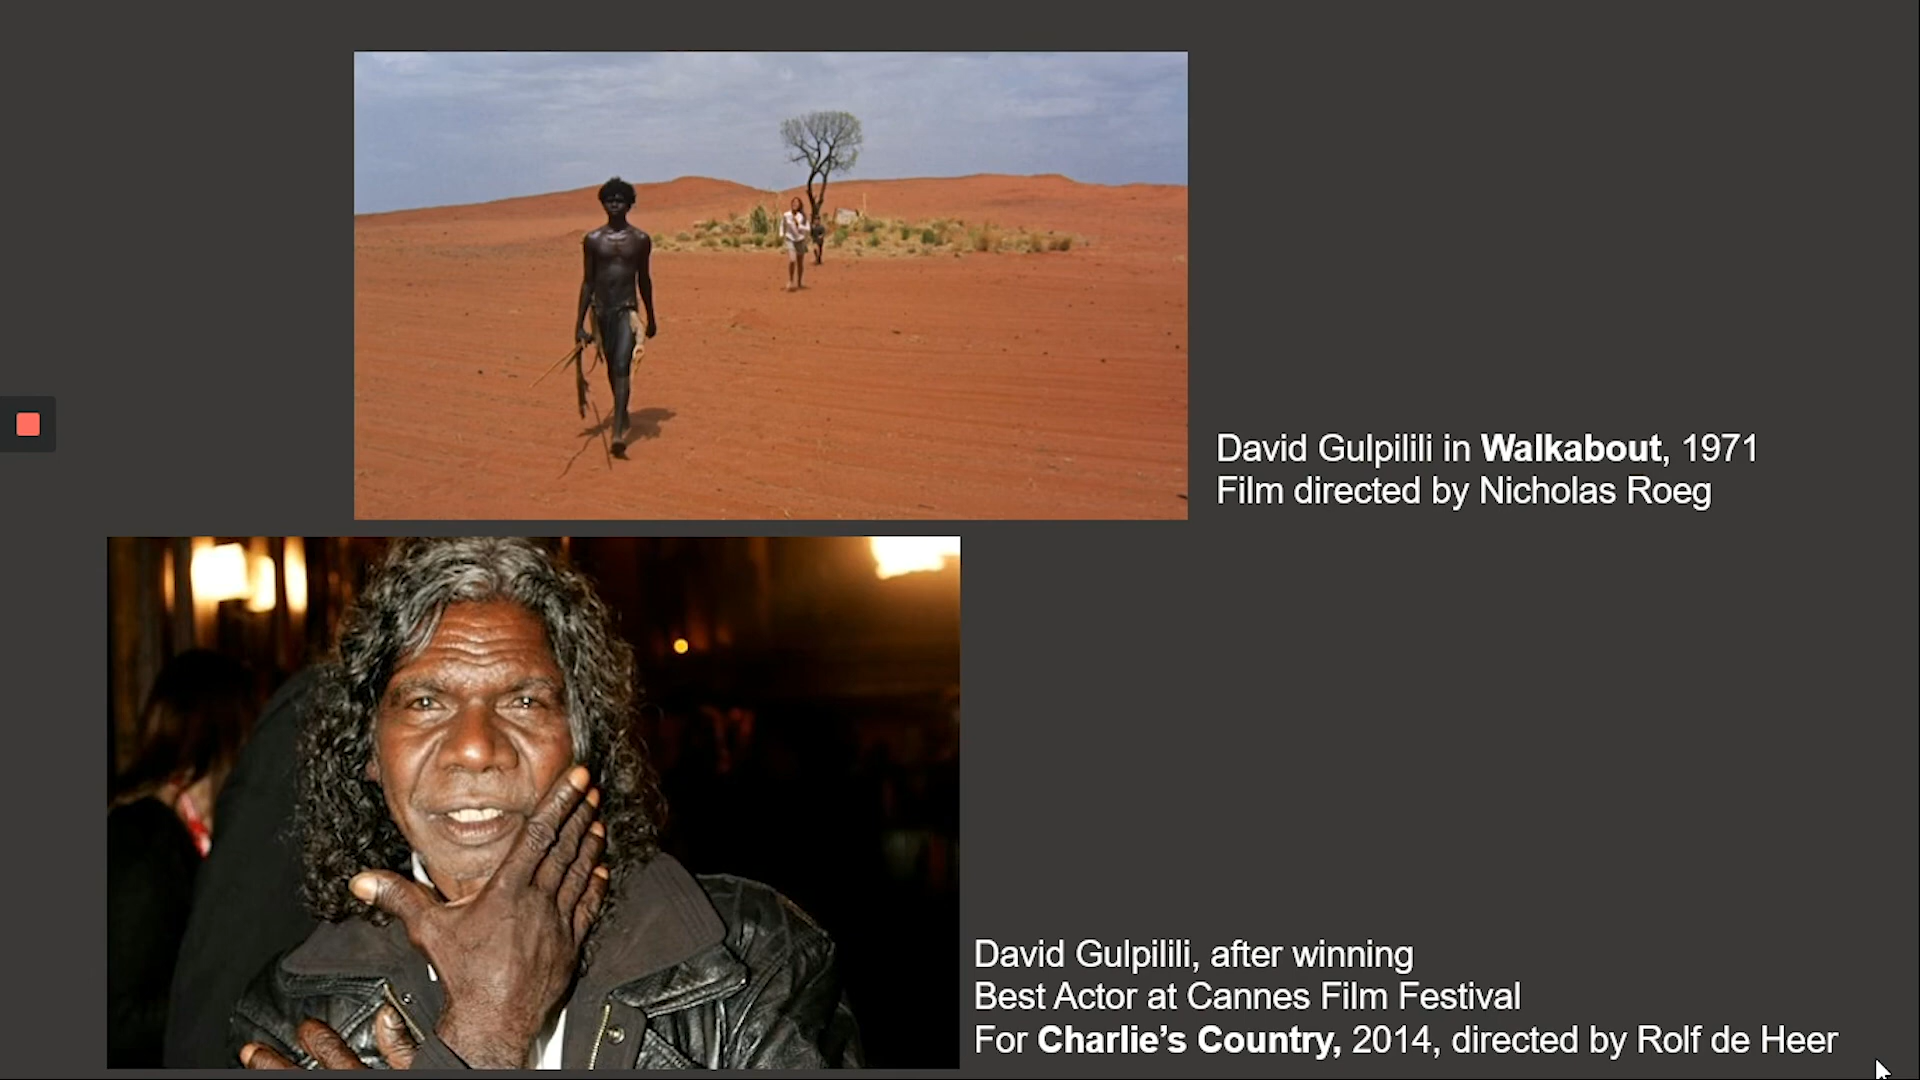 David Gulpilili in Walkabout, 1971
Film directed by Nicholas Roeg
David Gulpilili, after winning
Best Actor at Cannes Film Festival
For Charlie’s Country, 2014, directed by Rolf de Heer